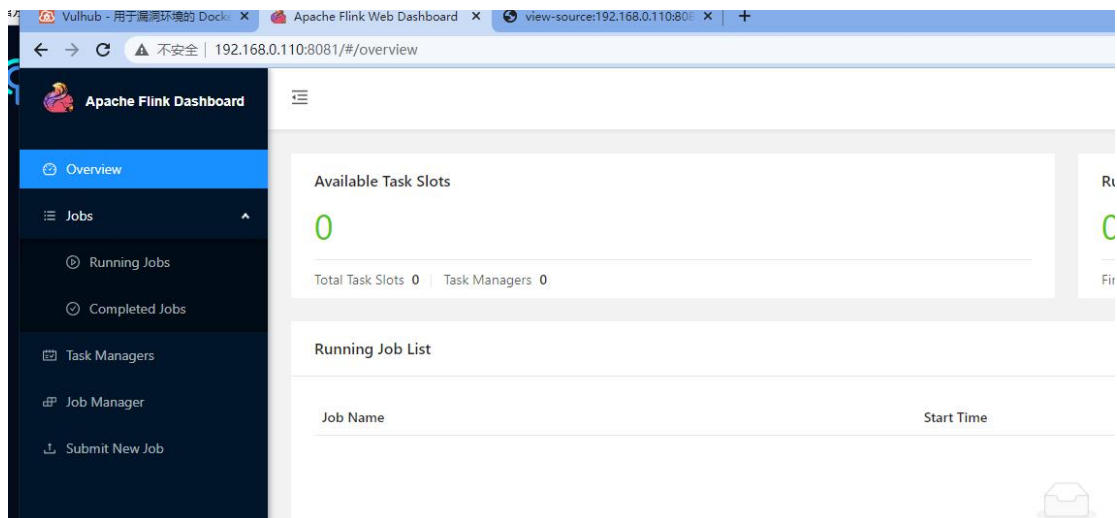 Vulhub - 用于漏洞环境的 Docke
Apache Flink Web Dashboard
view-source:192.168.0.110:808
不安全 | 192.168.0.110:8081/#/overview
Apache Flink Dashboard
Overview
Available Task Slots
Jobs
0
Running Jobs
Total Task Slots 0 | Task Managers 0
Completed Jobs
Task Managers
Running Job List
Job Manager
Job Name
Start Time
Submit New Job